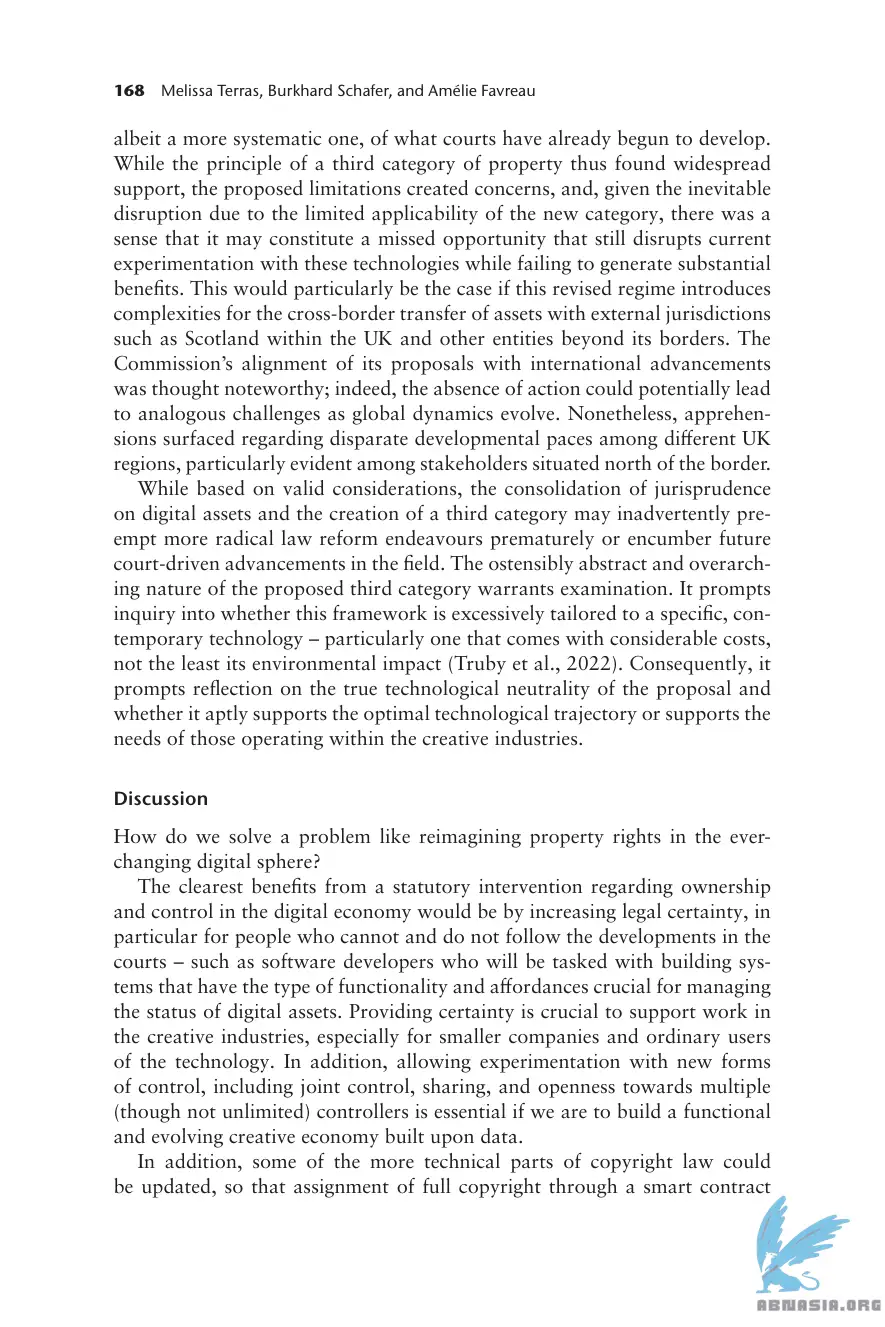 168 Melissa Terras, Burkhard Schafer, and Amélie Favreau
albeit a more systematic one, of what courts have already begun to develop.
While the principle of a third category of property thus found widespread
support, the proposed limitations created concerns, and, given the inevitable
disruption due to the limited applicability of the new category, there was a
sense that it may constitute a missed opportunity that still disrupts current
experimentation with these technologies while failing to generate substantial
benefits. This would particularly be the case if this revised regime introduces
complexities for the cross-border transfer of assets with external jurisdictions
such as Scotland within the UK and other entities beyond its borders. The
Commission's alignment of its proposals with international advancements
was thought noteworthy; indeed, the absence of action could potentially lead
to analogous challenges as global dynamics evolve. Nonetheless, apprehen-
sions surfaced regarding disparate developmental paces among different UK
regions, particularly evident among stakeholders situated north of the border.
While based on valid considerations, the consolidation of jurisprudence
on digital assets and the creation of a third category may inadvertently pre-
empt more radical law reform endeavours prematurely or encumber future
court-driven advancements in the field. The ostensibly abstract and overarch-
ing nature of the proposed third category warrants examination. It prompts
inquiry into whether this framework is excessively tailored to a specific, con-
temporary technology – particularly one that comes with considerable costs,
not the least its environmental impact (Truby et al., 2022). Consequently, it
prompts reflection on the true technological neutrality of the proposal and
whether it aptly supports the optimal technological trajectory or supports the
needs of those operating within the creative industries.
Discussion
How do we solve a problem like reimagining property rights in the ever-
changing digital sphere?
The clearest benefits from a statutory intervention regarding ownership
and control in the digital economy would be by increasing legal certainty, in
particular for people who cannot and do not follow the developments in the
courts – such as software developers who will be tasked with building sys-
tems that have the type of functionality and affordances crucial for managing
the status of digital assets. Providing certainty is crucial to support work in
the creative industries, especially for smaller companies and ordinary users
of the technology. In addition, allowing experimentation with new forms
of control, including joint control, sharing, and openness towards multiple
(though not unlimited) controllers is essential if we are to build a functional
and evolving creative economy built upon data.
In addition, some of the more technical parts of copyright law could
be updated, so that assignment of full copyright through a smart contract
ABNASIA.ORG